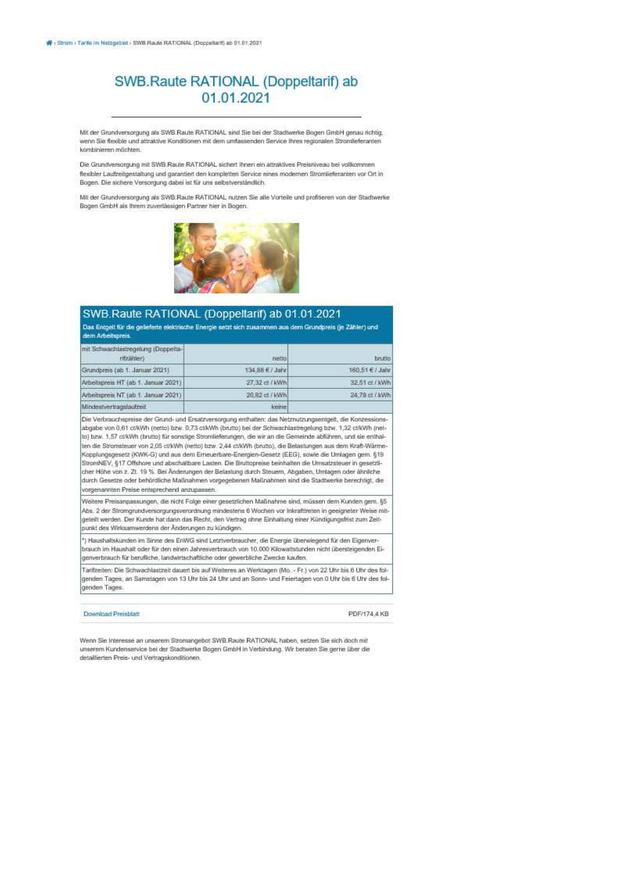 › Strom › Tarife im Netzgebiet › SWB.Raute RATIONAL (Doppeltarif) ab 01.01.2021
SWB.Raute RATIONAL (Doppeltarif) ab
01.01.2021
Mit der Grundversorgung als SWB.Raute RATIONAL sind Sie bei der Stadtwerke Bogen GmbH genau richtig,
wenn Sie flexible und attraktive Konditionen mit dem umfassenden Service Ihres regionalen Stromlieferanten
kombinieren möchten.
Die Grundversorgung mit SWB.Raute RATIONAL sichert Ihnen ein attraktives Preisniveau bei vollkommen
flexibler Laufzeitgestaltung und garantiert den kompletten Service eines modernen Stromlieferanten vor Ort in
Bogen. Die sichere Versorgung dabei ist für uns selbstverständlich.
Mit der Grundversorgung als SWB.Raute RATIONAL nutzen Sie alle Vorteile und profitieren von der Stadtwerke
Bogen GmbH als Ihrem zuverlässigen Partner hier in Bogen.
SWB.Raute RATIONAL (Doppeltarif) ab 01.01.2021
Das Entgelt für die gelieferte elektrische Energie setzt sich zusammen aus dem Grundpreis (je Zähler) und
dem Arbeitspreis.
mit Schwachlastregelung (Doppelta-
rifzähler) netto brutto
Grundpreis (ab 1. Januar 2021) 134,88 € / Jahr 160,51 € / Jahr
Arbeitspreis HT (ab 1. Januar 2021) 27,32 ct / kWh 32,51 ct / kWh
Arbeitspreis NT (ab 1. Januar 2021) 20,82 ct / kWh 24,78 ct / kWh
Mindestvertragslaufzeit keine
Die Verbrauchspreise der Grund- und Ersatzversorgung enthalten: das Netznutzungsentgelt, die Konzessions-
abgabe von 0,61 ct/kWh (netto) bzw. 0,73 ct/kWh (brutto) bei der Schwachlastregelung bzw. 1,32 ct/kWh (net-
to) bzw. 1,57 ct/kWh (brutto) für sonstige Stromlieferungen, die wir an die Gemeinde abführen, und sie enthal-
ten die Stromsteuer von 2,05 ct/kWh (netto) bzw. 2,44 ct/kWh (brutto), die Belastungen aus dem Kraft-Wärme-
Kopplungsgesetz (KWK-G) und aus dem Erneuerbare-Energien-Gesetz (EEG), sowie die Umlagen gem. §19
StromNEV, §17 Offshore und abschaltbare Lasten. Die Bruttopreise beinhalten die Umsatzsteuer in gesetzli-
cher Höhe von z. Zt. 19 %. Bei Änderungen der Belastung durch Steuern, Abgaben, Umlagen oder ähnliche
durch Gesetze oder behördliche Maßnahmen vorgegebenen Maßnahmen sind die Stadtwerke berechtigt, die
vorgenannten Preise entsprechend anzupassen.
Weitere Preisanpassungen, die nicht Folge einer gesetzlichen Maßnahme sind, müssen dem Kunden gem. §5
Abs. 2 der Stromgrundversorgungsverordnung mindestens 6 Wochen vor Inkrafttreten in geeigneter Weise mit-
geteilt werden. Der Kunde hat dann das Recht, den Vertrag ohne Einhaltung einer Kündigungsfrist zum Zeit-
punkt des Wirksamwerdens der Änderungen zu kündigen.
*) Haushaltskunden im Sinne des EnWG sind Letztverbraucher, die Energie überwiegend für den Eigenver-
brauch im Haushalt oder für den einen Jahresverbrauch von 10.000 Kilowattstunden nicht übersteigenden Ei-
genverbrauch für berufliche, landwirtschaftliche oder gewerbliche Zwecke kaufen.
Tarifzeiten: Die Schwachlastzeit dauert bis auf Weiteres an Werktagen (Mo. - Fr.) von 22 Uhr bis 6 Uhr des fol-
genden Tages, an Samstagen von 13 Uhr bis 24 Uhr und an Sonn- und Feiertagen von 0 Uhr bis 6 Uhr des fol-
genden Tages.
Download Preisblatt PDF/174,4 KB
Wenn Sie Interesse an unserem Stromangebot SWB.Raute RATIONAL haben, setzen Sie sich doch mit
unserem Kundenservice bei der Stadtwerke Bogen GmbH in Verbindung. Wir beraten Sie gerne über die
detaillierten Preis- und Vertragskonditionen.